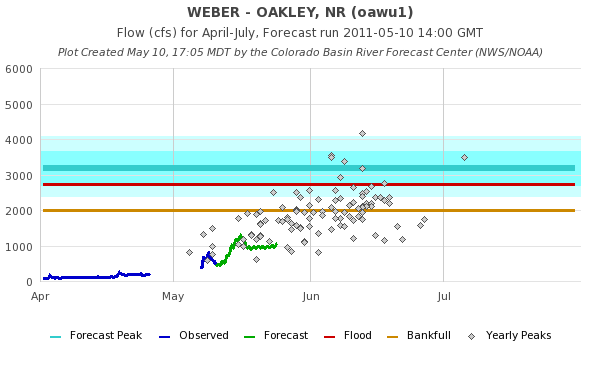 WEBER - OAKLEY, NR (oawu1)
Flow (cfs) for April-July, Forecast run 2011-05-10 14:00 GMT
Plot Created May 10, 17:05 MDT by the Colorado Basin River Forecast Center (NWS/NOAA)
6000
5000
4000
3000
2000
1000
0
Apr May Jun Jul
Forecast Peak Observed Forecast Flood Bankfull Yearly Peaks